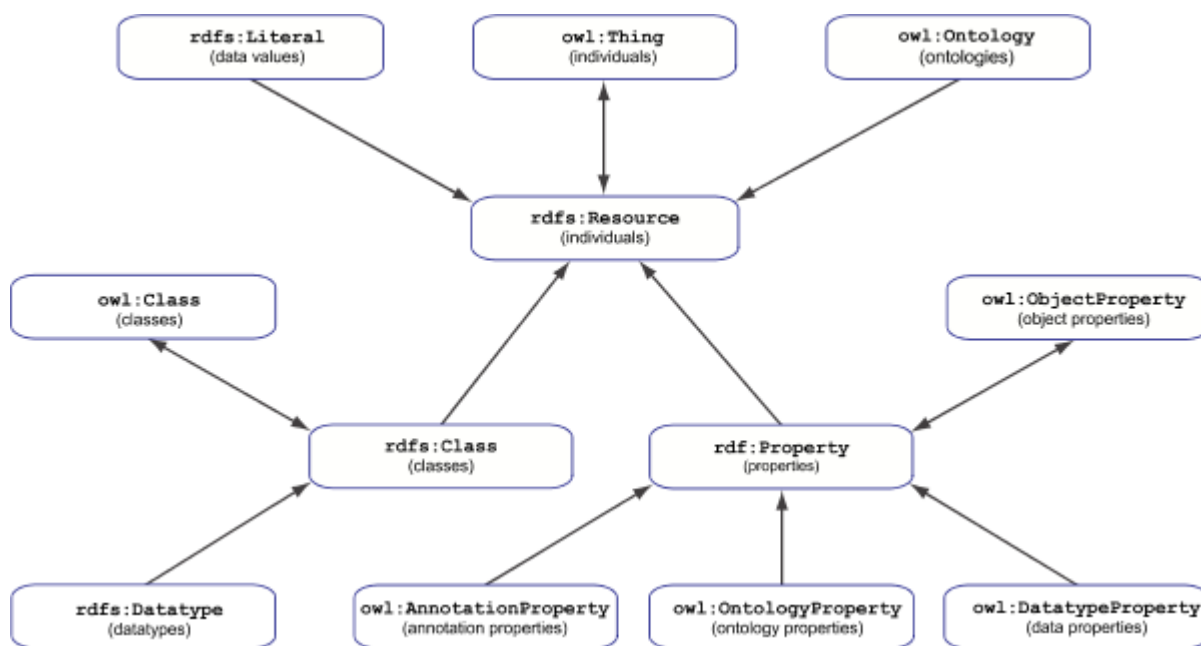 rdfs:Literal
(data values)
owl:Thing
(individuals)
owl:Ontology
(ontologies)
rdfs:Resource
(individuals)
owl:Class
(classes)
owl:ObjectProperty
(object properties)
rdfs:Class
(classes)
rdf:Property
(properties)
rdfs:Datatype
(datatypes)
owl:AnnotationProperty
(annotation properties)
owl:OntologyProperty
(ontology properties)
owl:DatatypeProperty
(data properties)